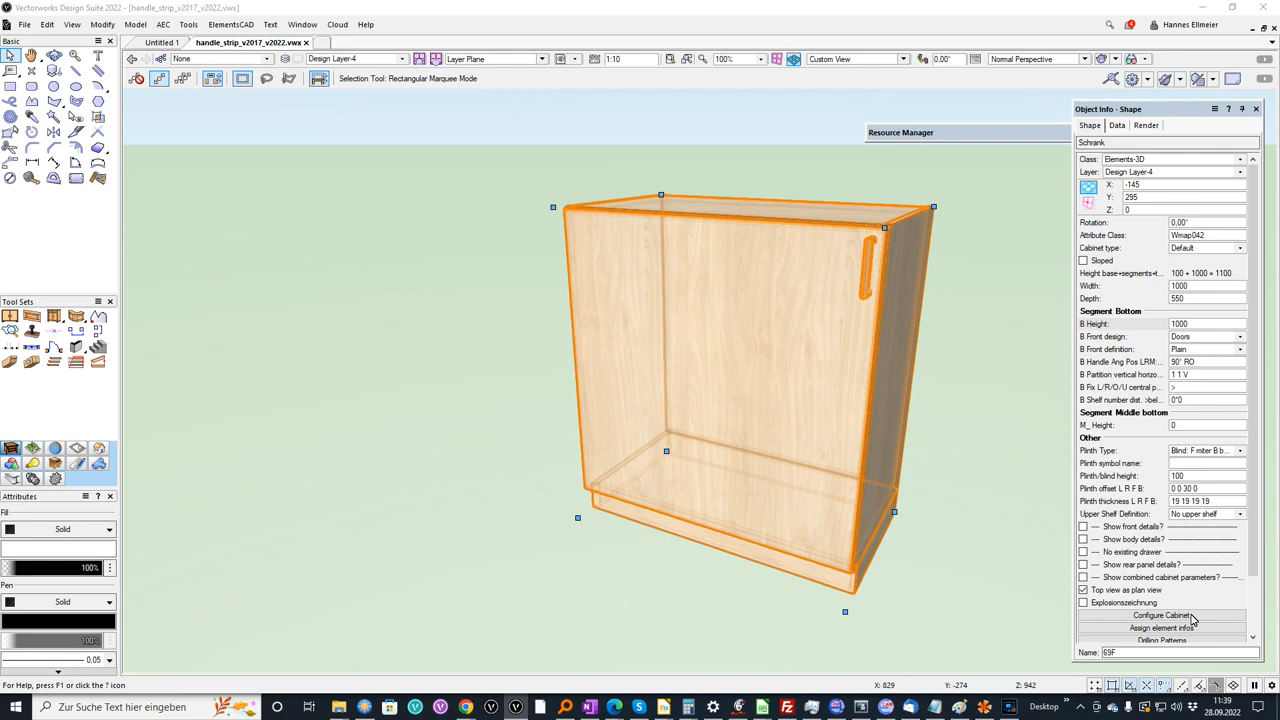 Vectorworks Design Suite 2022 - [handle_strip_v2017_v2022.vwx]
File Edit View Modify Model AEC Tools ElementsCAD Text Window Cloud Help
Hannes Ellmeier
Basic
Untitled 1
handle_strip_v2017_v2022.vwx
None
Design Layer-4
Layer Plane
1:10
100%
Custom View
0,00°
Normal Perspective
Selection Tool: Rectangular Marquee Mode
Resource Manager
Object Info - Shape
Shape Data Render
Schrank
Class: Elements-3D
Layer: Design Layer-4
X: -145
Y: 295
Z: 0
Rotation: 0,00°
Attribute Class: Wmap042
Cabinet type: Default
Sloped
Height base+segments+t... 100 + 1000 = 1100
Width: 1000
Depth: 550
Segment Bottom
B Height: 1000
B Front design: Doors
B Front definition: Plain
B Handle Ang Pos LRM:... 90° RO
B Partition vertical horizo... 1 1 V
B Fix L/R/O/U central p... >
B Shelf number dist. >bel... 0*0
Segment Middle bottom
M_ Height: 0
Other
Plinth Type: Blind: F miter B b...
Plinth symbol name:
Plinth/blind height: 100
Plinth offset L R F B: 0 0 30 0
Plinth thickness L R F B: 19 19 19 19
Upper Shelf Definition: No upper shelf
---- Show front details? --------------------
---- Show body details? --------------------
---- No existing drawer --------------------
---- Show rear panel details? ---------------
---- Show combined cabinet parameters? -------...
Top view as plan view
Explosionszeichnung
Configure Cabinet
Assign element infos
Drilling Patterns
Name: 69F
Tool Sets
Attributes
Fill
Solid
100%
Pen
Solid
100%
0,05
For Help, press F1 or click the ? icon
X: 829 Y: -274 Z: 942
Zur Suche Text hier eingeben
Desktop
11:39
28.09.2022